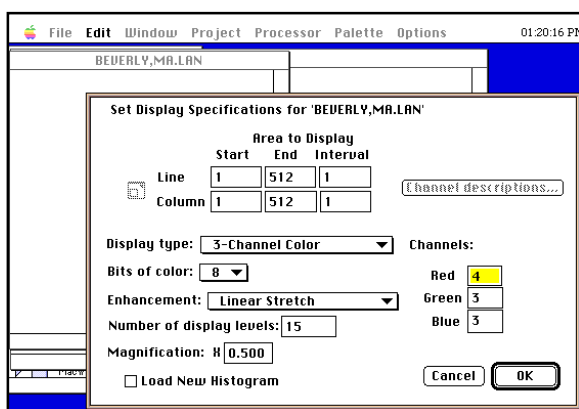 File Edit Window Project Processor Palette Options 01:20:16 PM
BEVERLY,MA.LAN
Set Display Specifications for 'BEVERLY,MA.LAN'
Area to Display
Start End Interval
Line 1 512 1
Column 1 512 1
Channel descriptions...
Display type: 3-Channel Color Channels:
Bits of color: 8 Red 4
Enhancement: Linear Stretch Green 3
Number of display levels: 15 Blue 3
Magnification: X 0.500
Load New Histogram Cancel OK